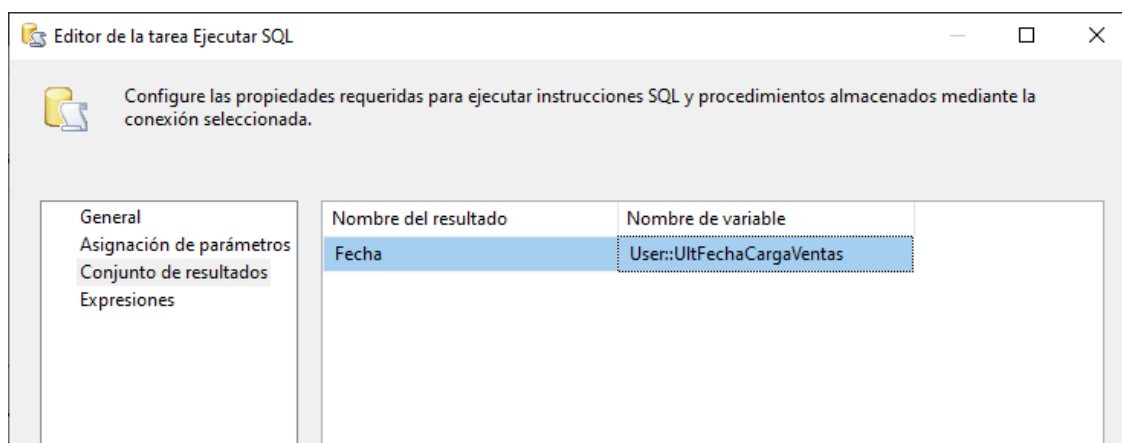 Editor de la tarea Ejecutar SQL
Configure las propiedades requeridas para ejecutar instrucciones SQL y procedimientos almacenados mediante la
conexión seleccionada.
General
Asignación de parámetros
Conjunto de resultados
Expresiones
Nombre del resultado Nombre de variable
Fecha User::UltFechaCargaVentas